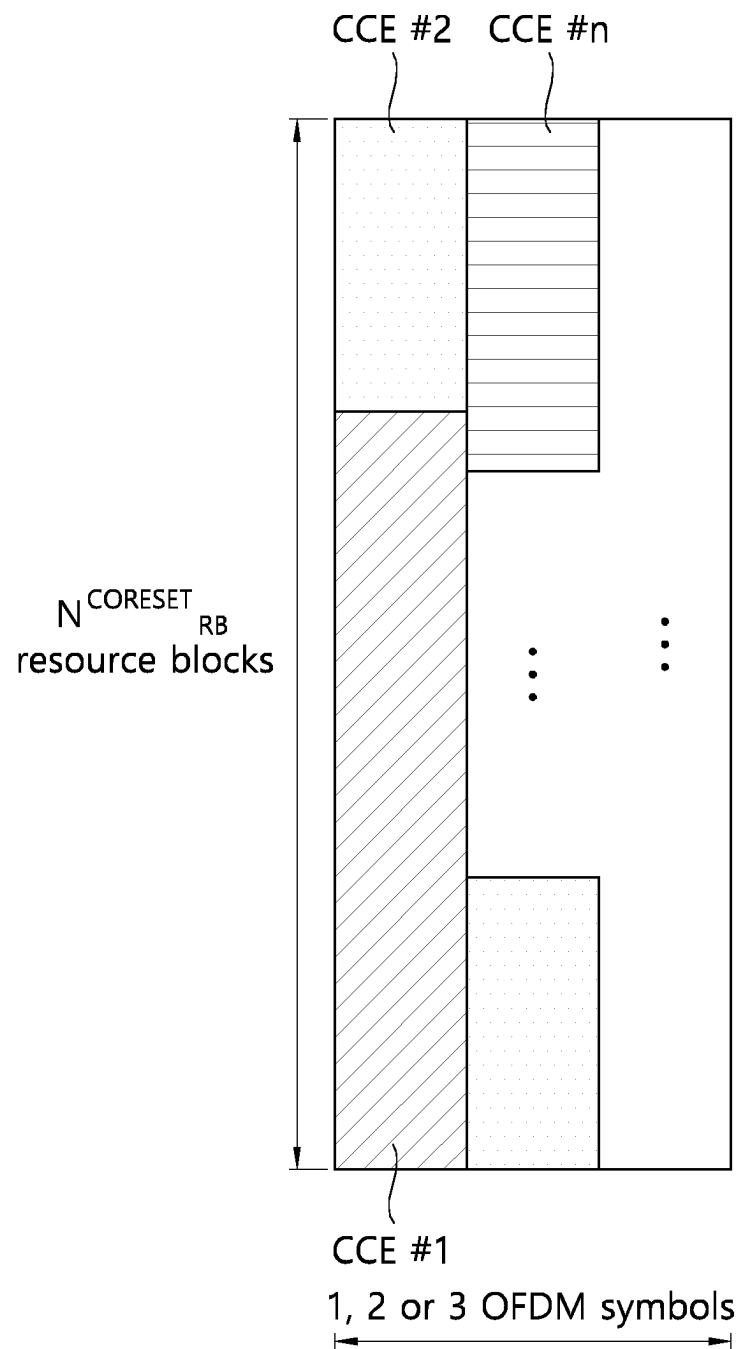 CCE #2 CCE #n
N^CORESET_RB
resource blocks
CCE #1
1, 2 or 3 OFDM symbols